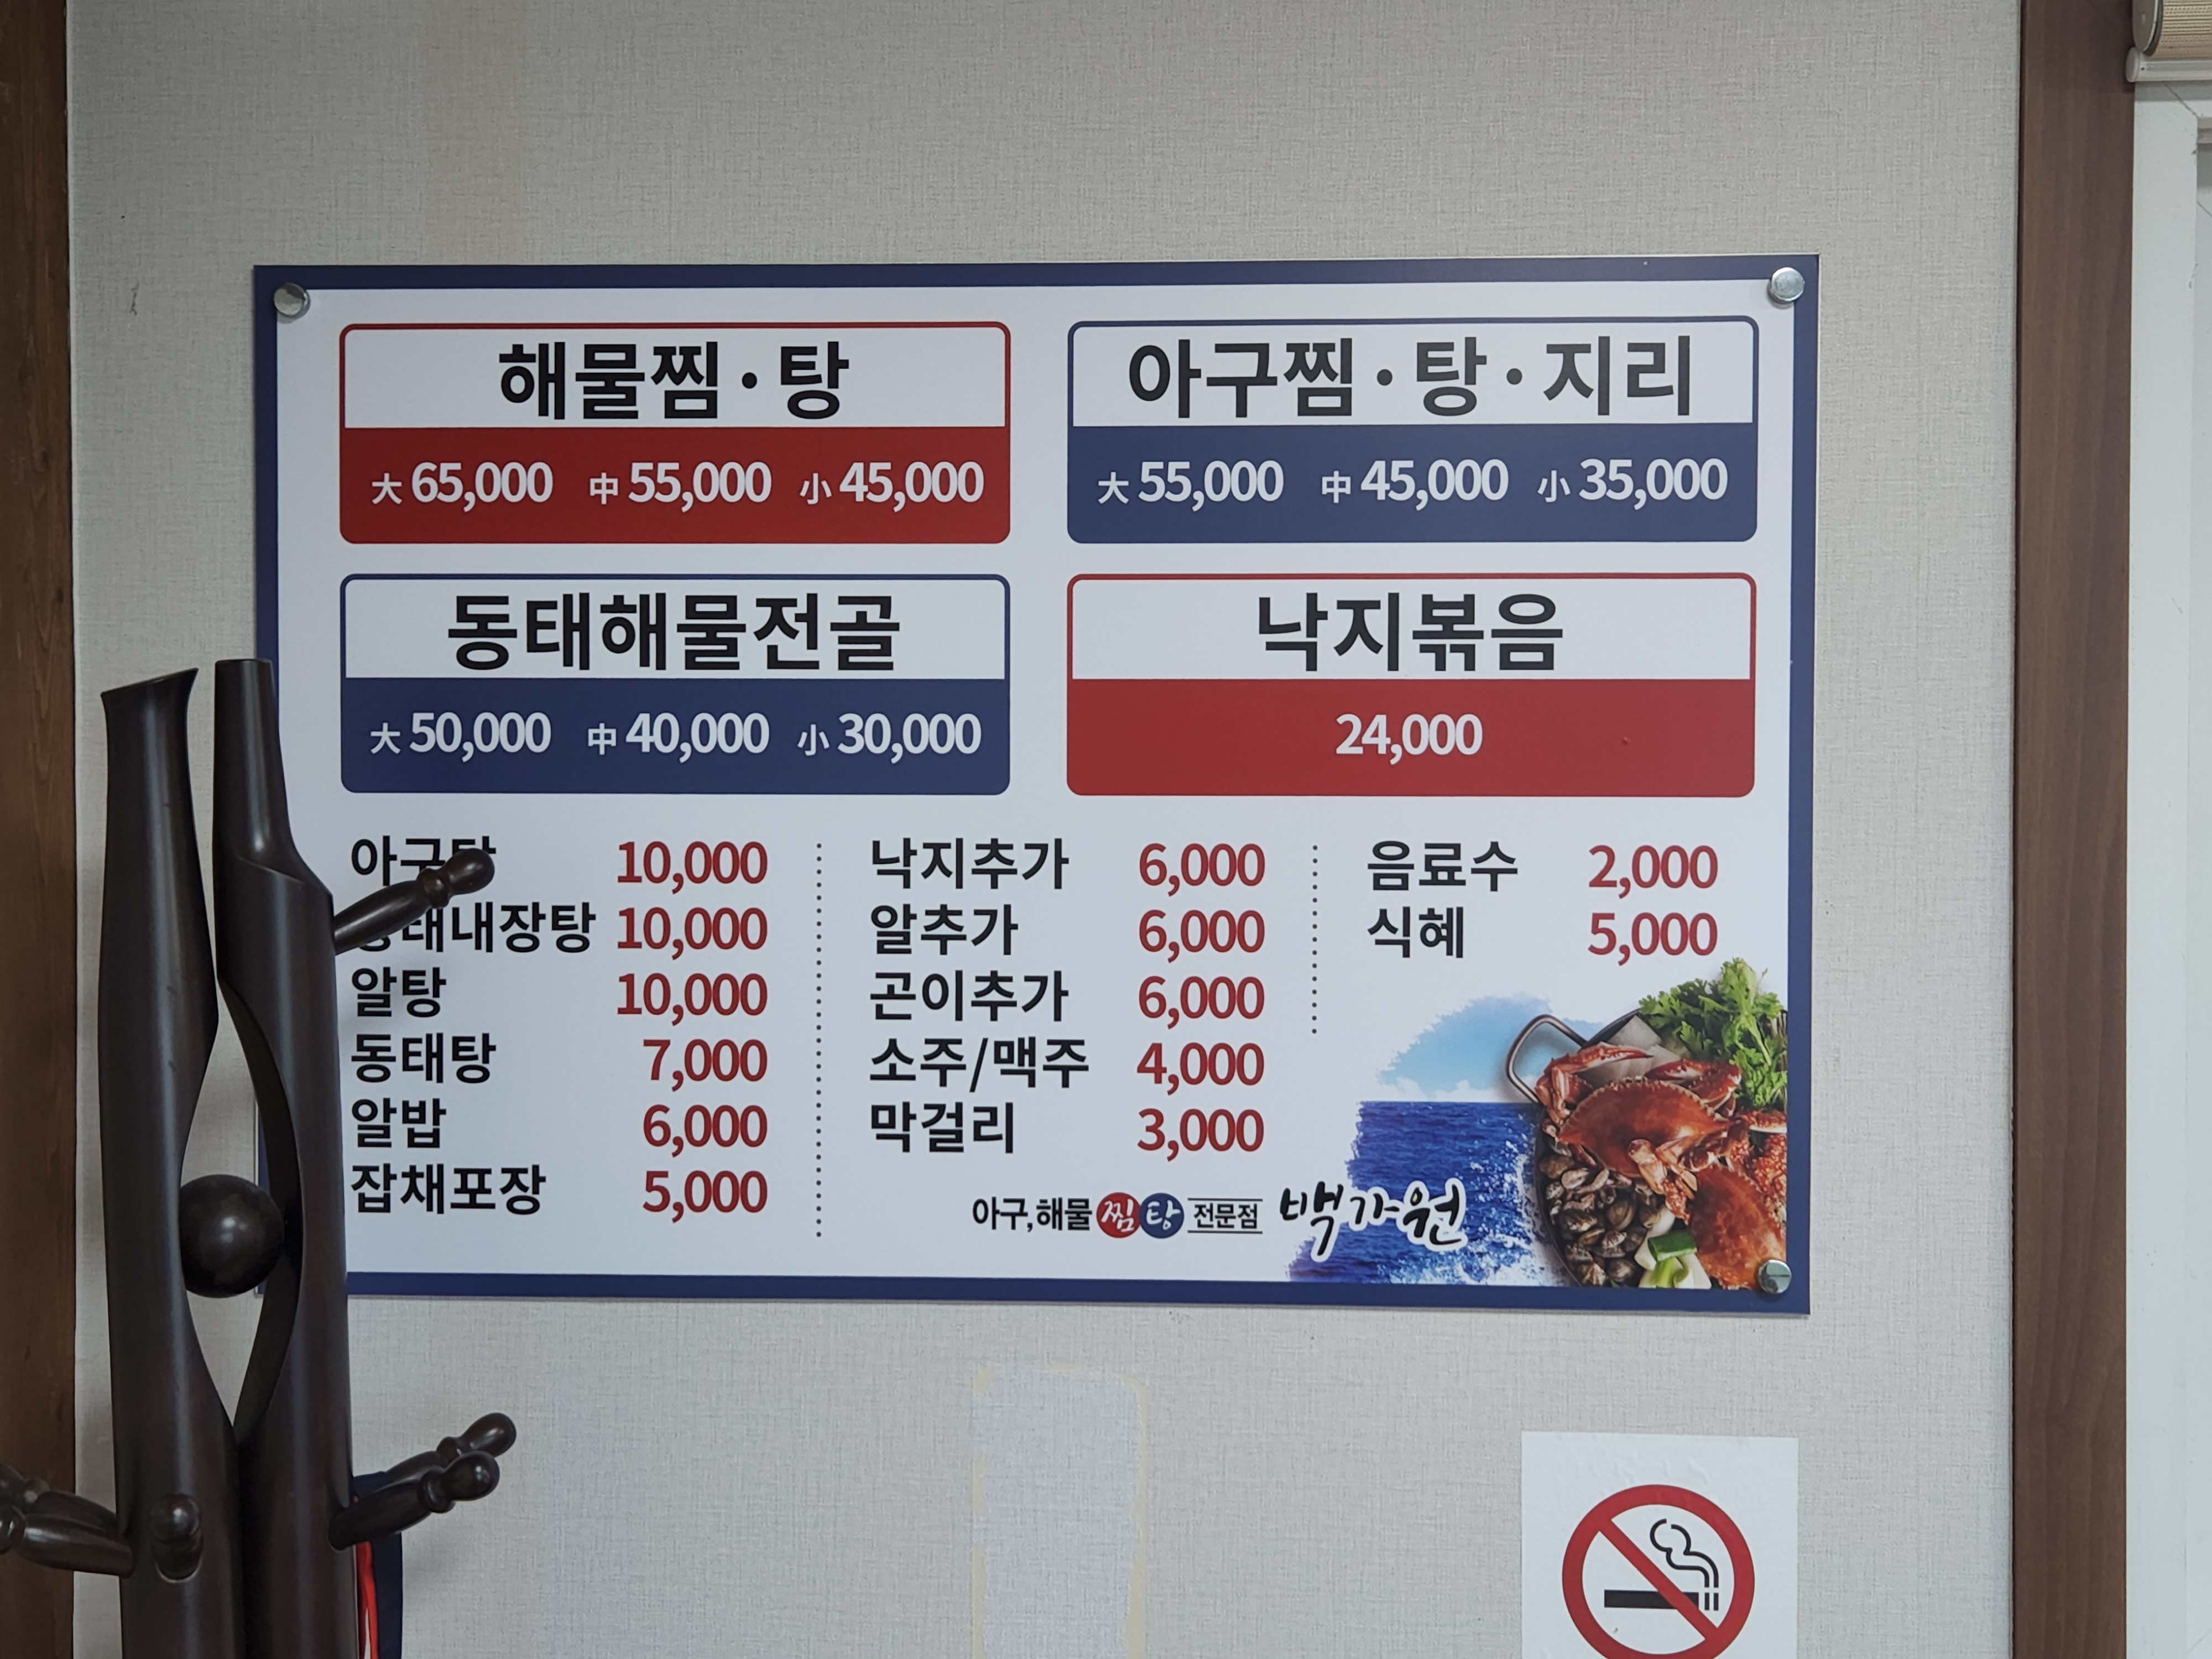 해물찜·탕
大 65,000 中 55,000 小 45,000
아구찜·탕·지리
大 55,000 中 45,000 小 35,000
동태해물전골
大 50,000 中 40,000 小 30,000
낙지볶음
24,000
아구탕 10,000
동태내장탕 10,000
알탕 10,000
동태탕 7,000
알밥 6,000
잡채포장 5,000
낙지추가 6,000
알추가 6,000
곤이추가 6,000
소주/맥주 4,000
막걸리 3,000
음료수 2,000
식혜 5,000
아구,해물 찜 탕 전문점 백가원